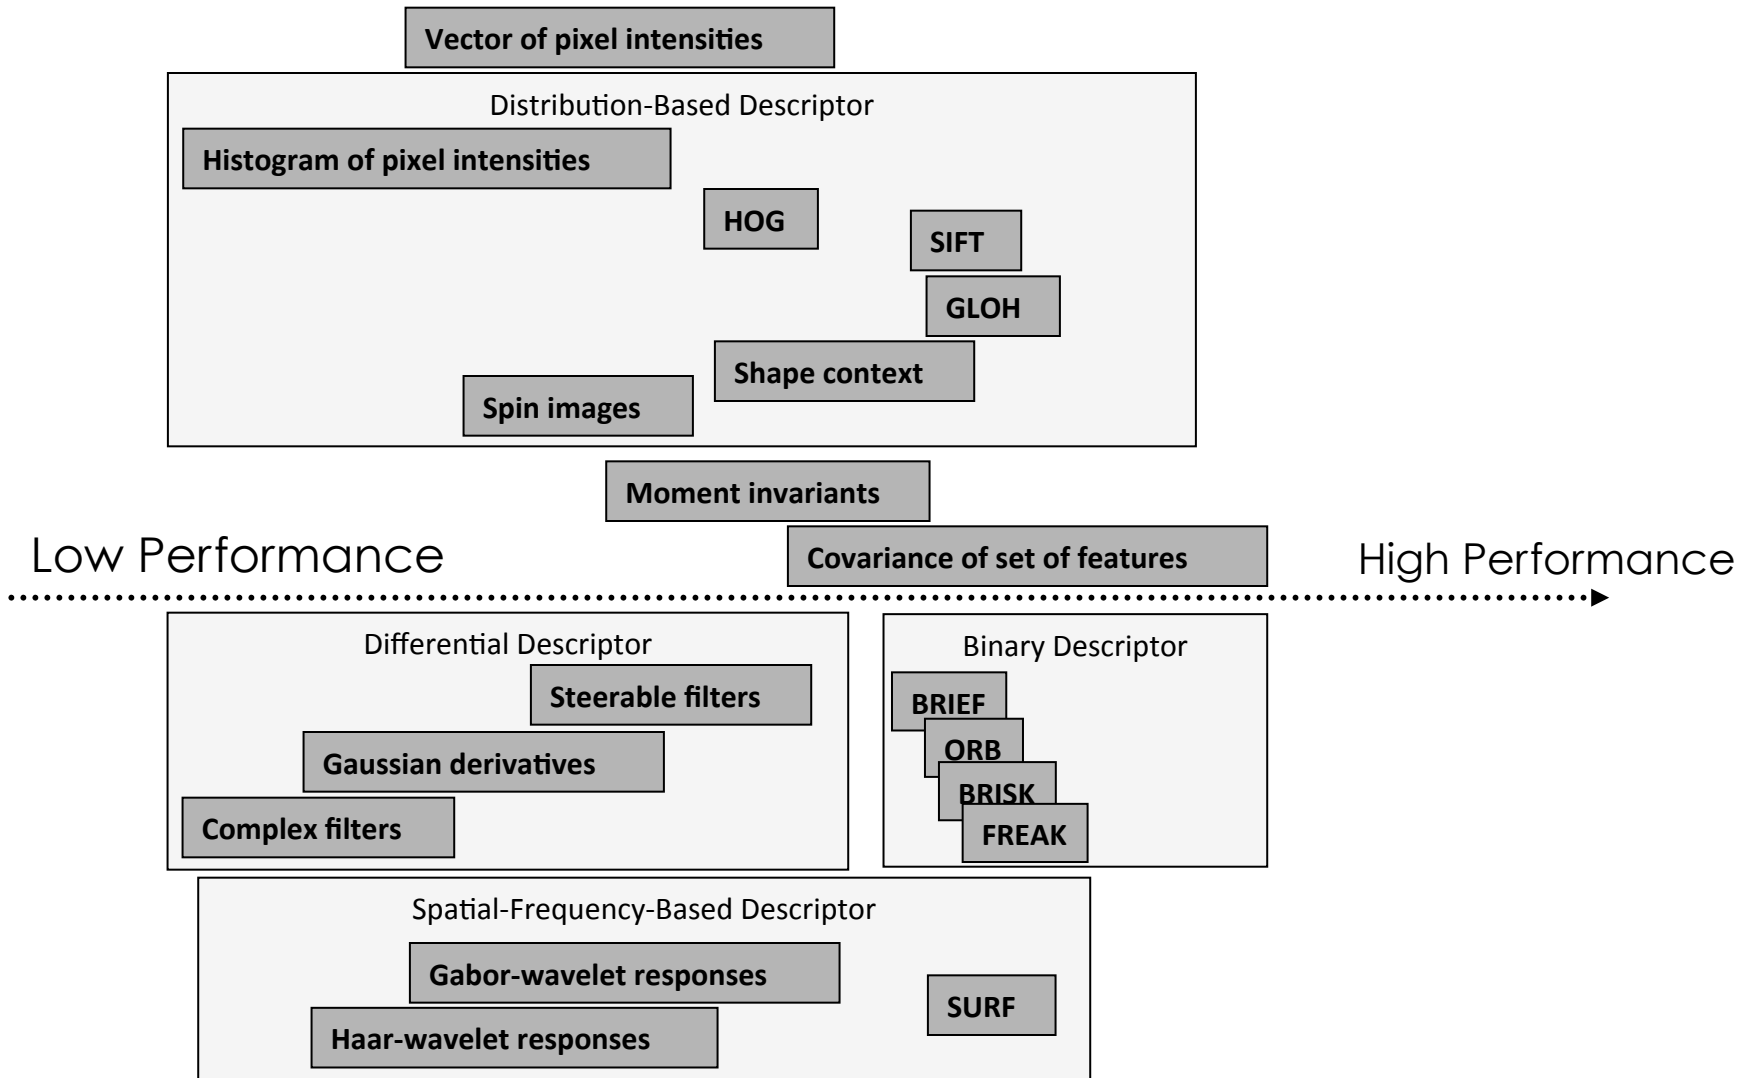 Vector of pixel intensities
Distribution-Based Descriptor
Histogram of pixel intensities
HOG
SIFT
GLOH
Shape context
Spin images
Moment invariants
Low Performance
Covariance of set of features
High Performance
Differential Descriptor
Binary Descriptor
Steerable filters
BRIEF
ORB
Gaussian derivatives
BRISK
Complex filters
FREAK
Spatial-Frequency-Based Descriptor
Gabor-wavelet responses
SURF
Haar-wavelet responses